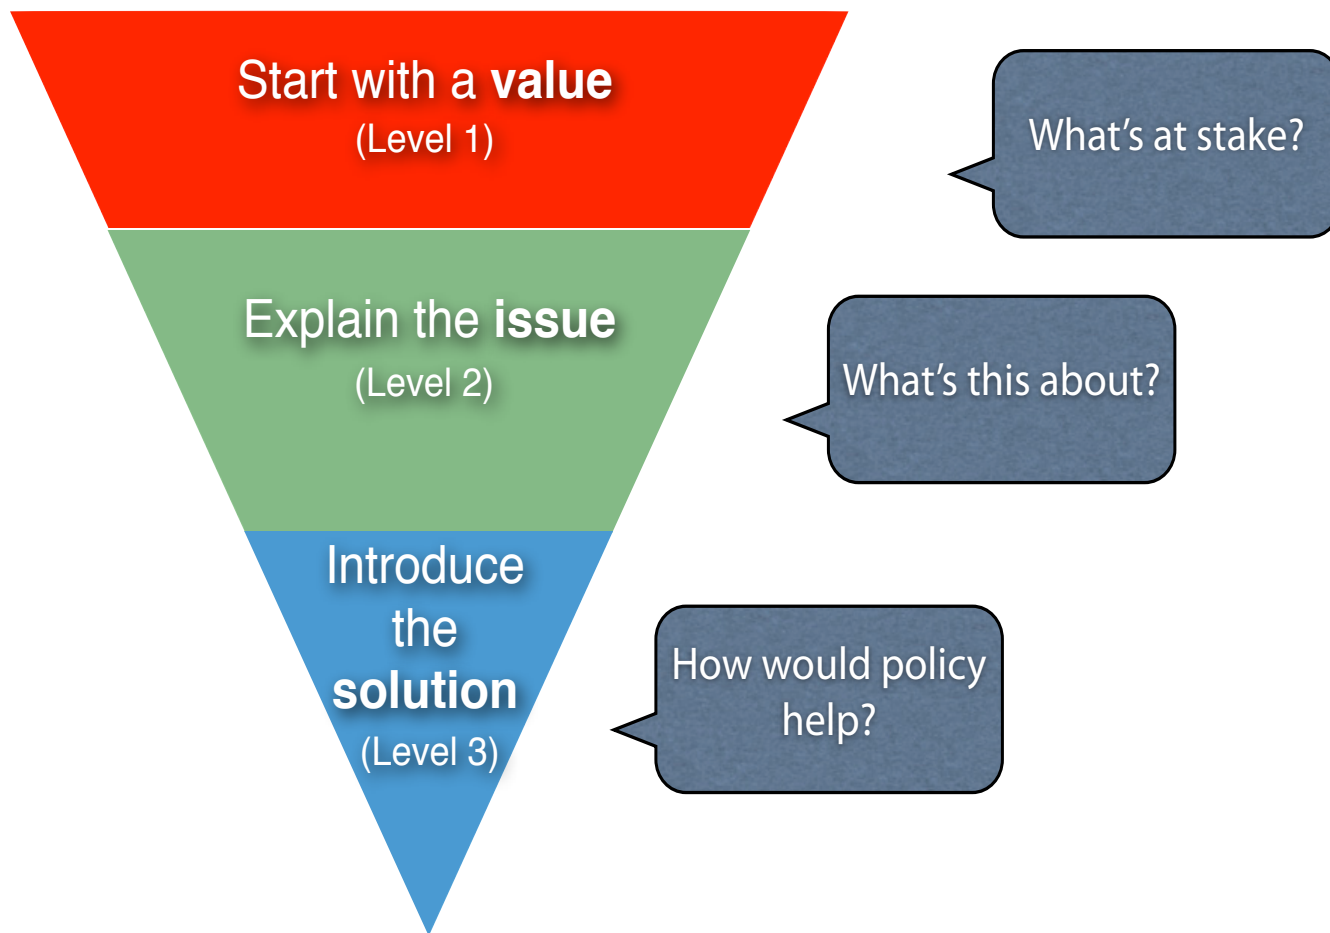 Start with a value
(Level 1)
What's at stake?
Explain the issue
(Level 2)
What's this about?
Introduce
the
solution
(Level 3)
How would policy
help?